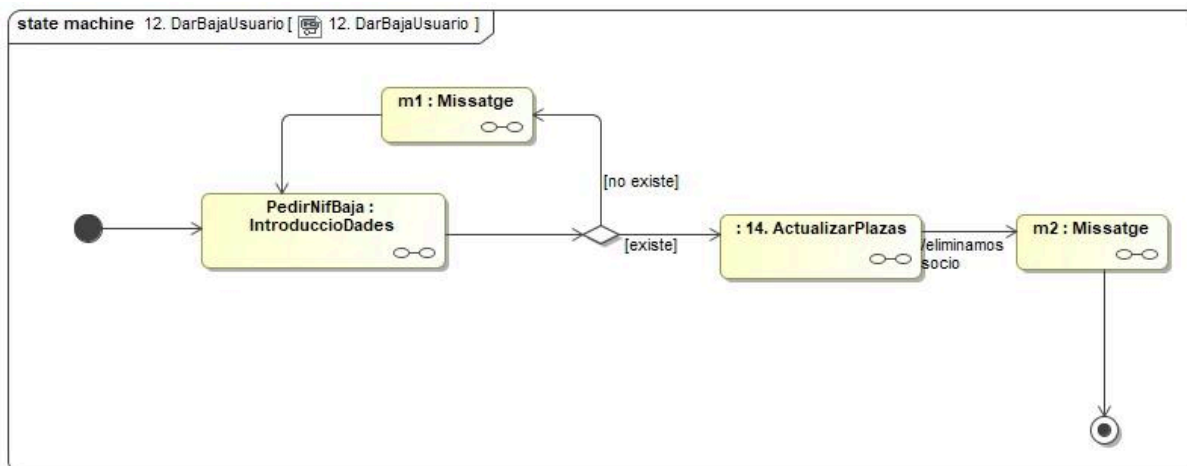 state machine 12. DarBajaUsuario [ 12. DarBajaUsuario ]
m1 : Missatge
[no existe]
PedirNifBaja :
IntroduccioDades
[existe]
: 14. ActualizarPlazas
/eliminamos
socio
m2 : Missatge